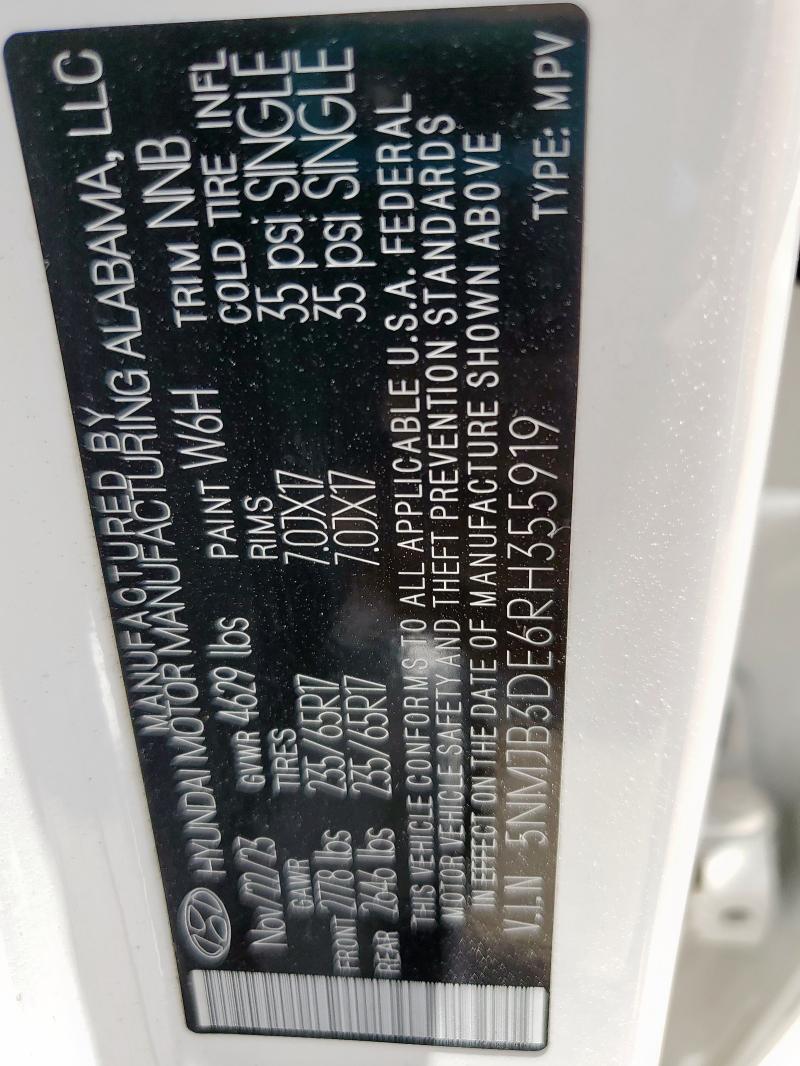 MANUFACTURED BY
HYUNDAI MOTOR MANUFACTURING ALABAMA, LLC
Nov/22/23 GVWR 4629 lbs PAINT W6H TRIM NNB
GAWR TIRES RIMS COLD TIRE INFL
FRONT 2778 lbs 235/65R17 7.0JX17 35 psi SINGLE
REAR 2646 lbs 235/65R17 7.0JX17 35 psi SINGLE
THIS VEHICLE CONFORMS TO ALL APPLICABLE U.S.A. FEDERAL
MOTOR VEHICLE SAFETY AND THEFT PREVENTION STANDARDS
IN EFFECT ON THE DATE OF MANUFACTURE SHOWN ABOVE
V.I.N 5NMJB3DE6RH355919 TYPE: MPV